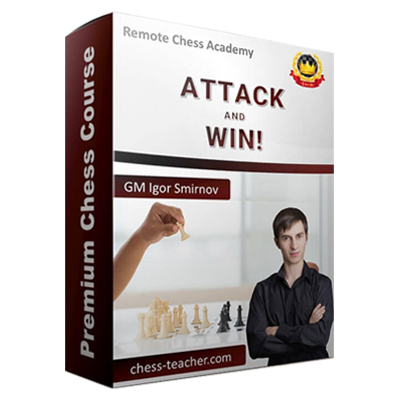 Remote Chess Academy
ATTACK
AND
WIN!
GM Igor Smirnov
chess-teacher.com
Premium Chess Course